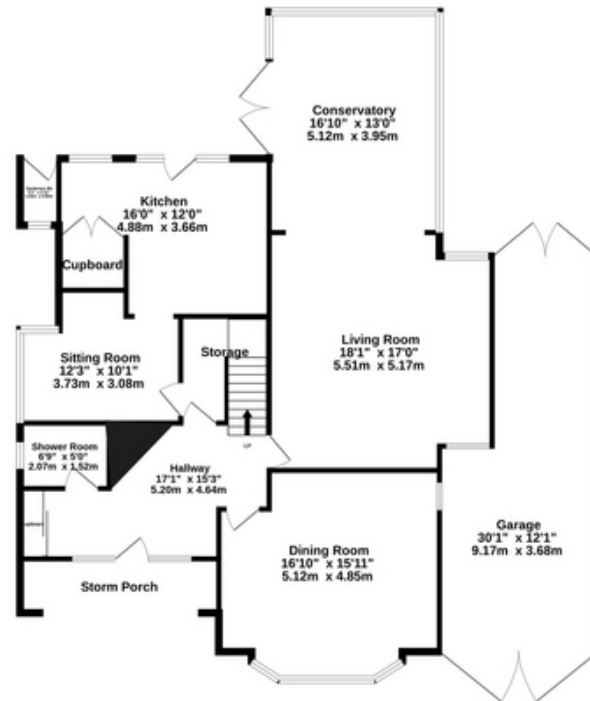 Conservatory
16'10" x 13'0"
5.12m x 3.95m
Kitchen
16'0" x 12'0"
4.88m x 3.66m
Cupboard
Living Room
18'1" x 17'0"
5.51m x 5.17m
Storage
Sitting Room
12'3" x 10'1"
3.73m x 3.08m
UP
Shower Room
6'9" x 5'0"
2.07m x 1.52m
Hallway
17'1" x 15'3"
5.20m x 4.64m
Garage
30'1" x 12'1"
9.17m x 3.68m
Dining Room
16'10" x 15'11"
5.12m x 4.85m
Storm Porch